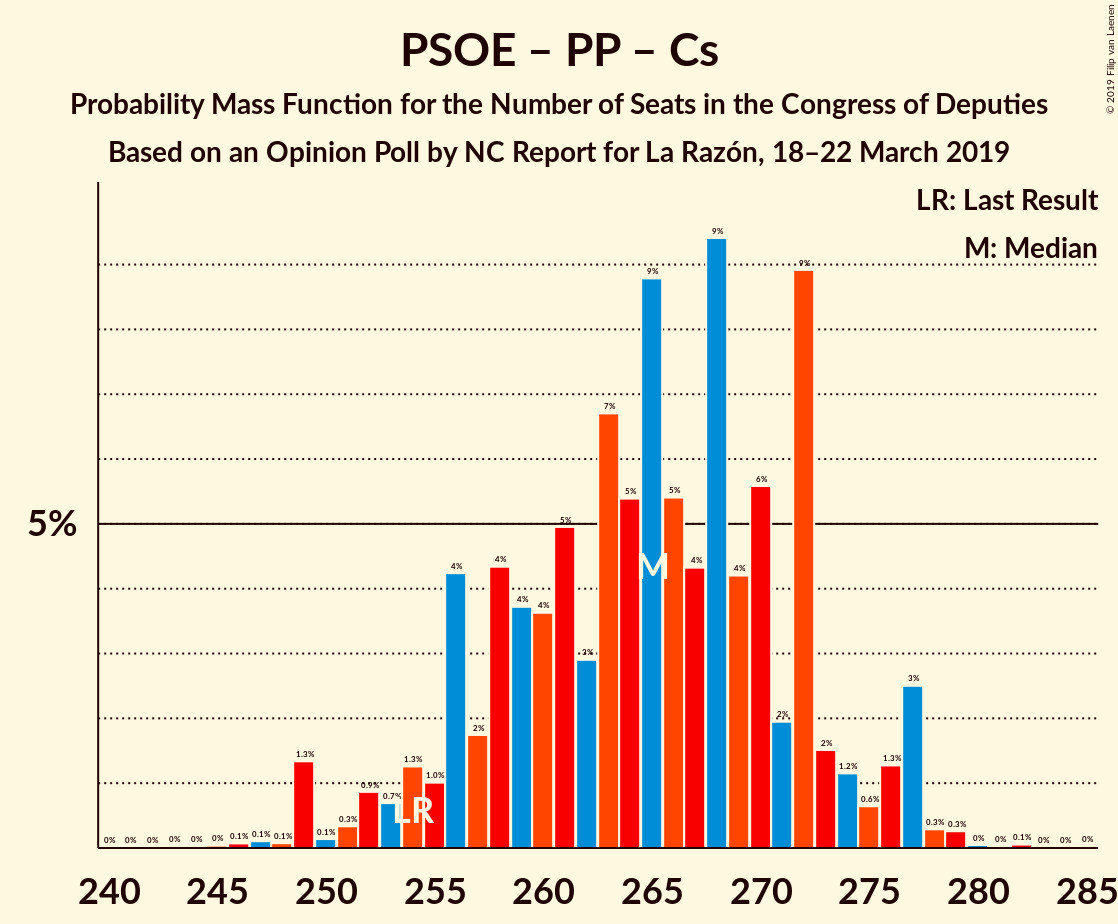 PSOE – PP – Cs
Probability Mass Function for the Number of Seats in the Congress of Deputies
Based on an Opinion Poll by NC Report for La Razón, 18–22 March 2019
© 2019 Filip van Laenen
LR: Last Result
M: Median
5%
0% 0% 0% 0% 0% 0% 0.1% 0.1% 0.1% 1.3% 0.1% 0.3% 0.9% 0.7% 1.3% 1.0% 4% 2% 4% 4% 4% 5% 3% 7% 5% 9% 5% 4% 9% 4% 6% 2% 9% 2% 1.2% 0.6% 1.3% 3% 0.3% 0.3% 0% 0% 0.1% 0% 0% 0%
M
LR
240 245 250 255 260 265 270 275 280 285